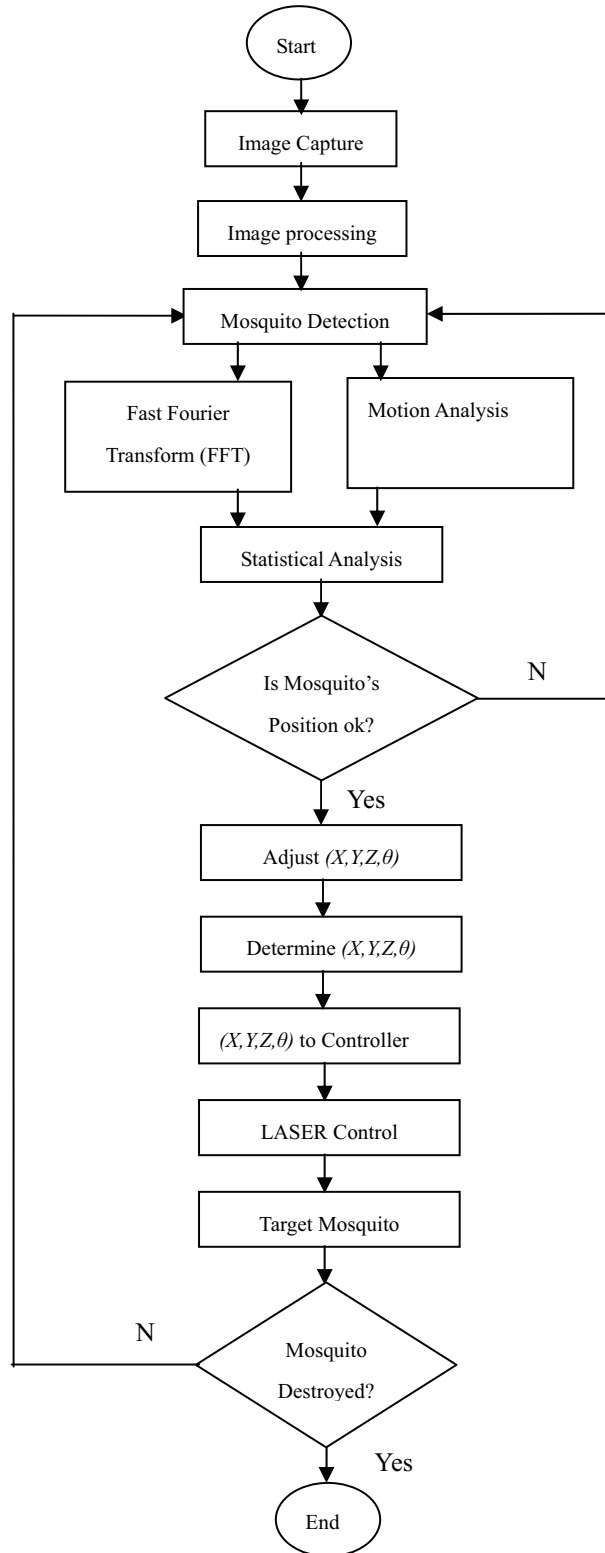 Start
Image Capture
Image processing
Mosquito Detection
Fast Fourier
Transform (FFT)
Motion Analysis
Statistical Analysis
Is Mosquito’s
Position ok?
N
Yes
Adjust (X,Y,Z,θ)
Determine (X,Y,Z,θ)
(X,Y,Z,θ) to Controller
LASER Control
Target Mosquito
N
Mosquito
Destroyed?
Yes
End